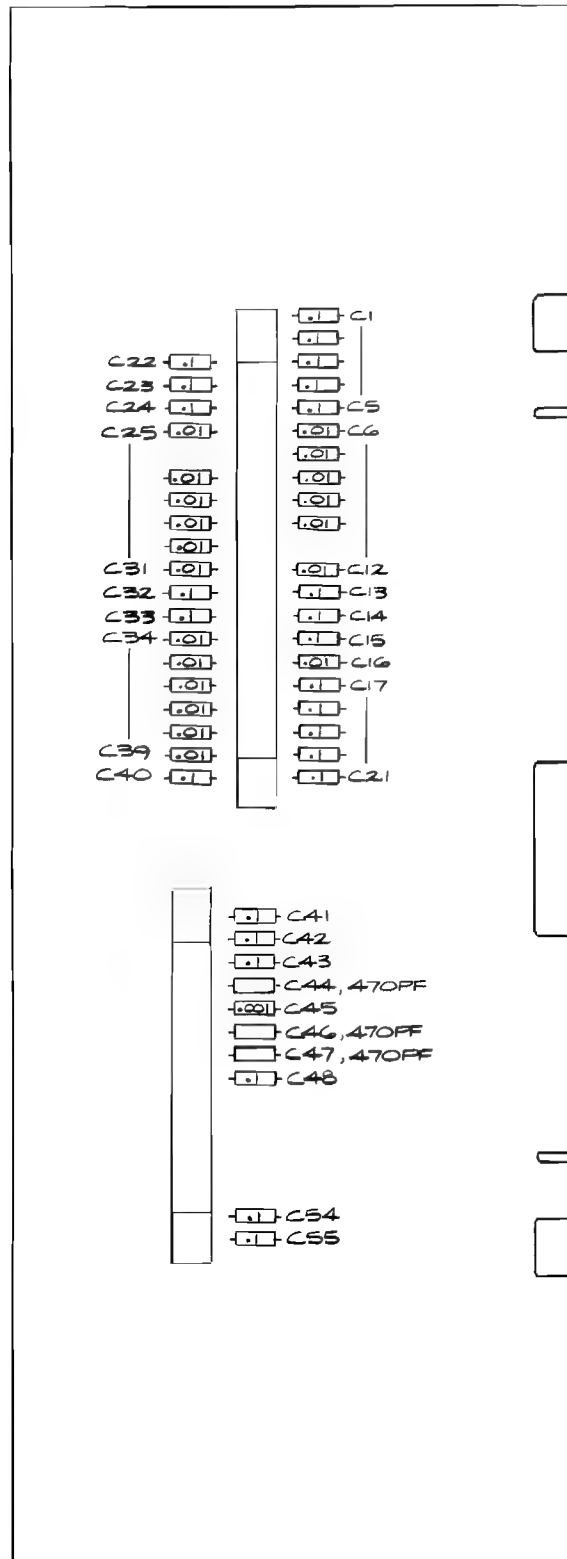 .1 C1
.1
C22 .1 .1
C23 .1 .1
C24 .1 .1 C5
C25 .01 .01 C6
.01
.01 .01
.01 .01
.01 .01
.01
C31 .01 .01 C12
C32 .1 .1 C13
C33 .1 .1 C14
C34 .01 .1 C15
.01 .01 C16
.01 .1 C17
.01 .1
.01 .1
C39 .01 .1
C40 .1 .1 C21
.1 C41
.1 C42
.1 C43
C44, 470PF
.001 C45
C46, 470PF
C47, 470PF
.1 C48
.1 C54
.1 C55